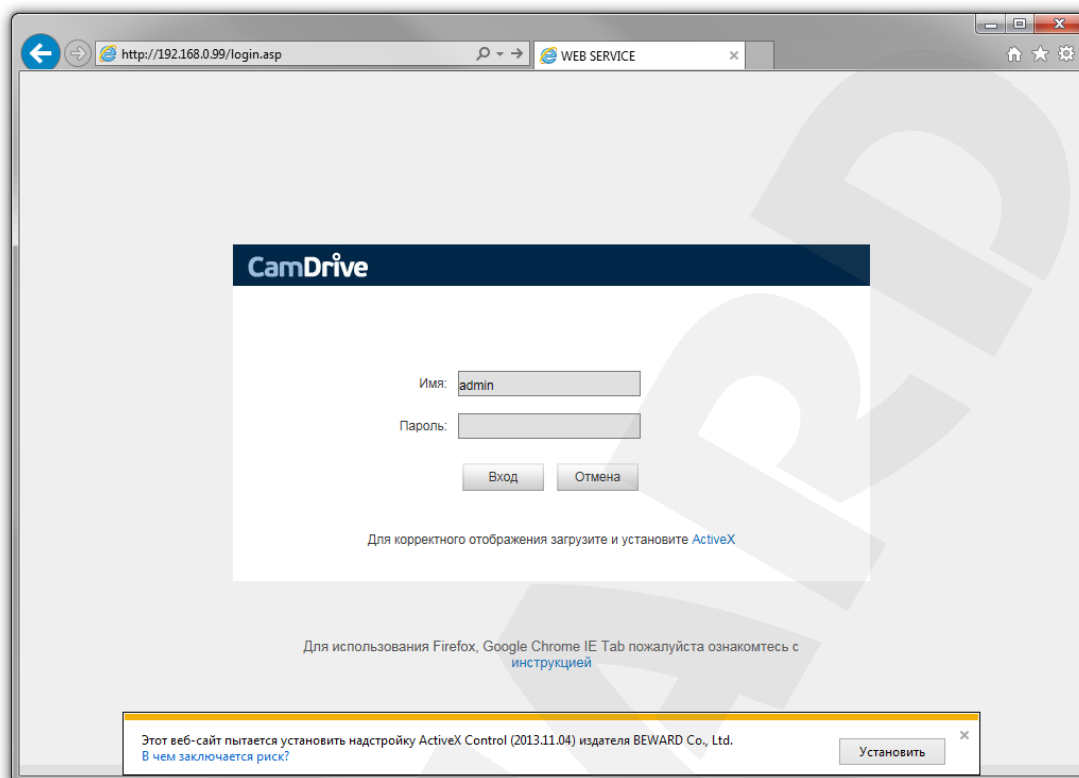 http://192.168.0.99/login.asp
WEB SERVICE
CamDrive
Имя: admin
Пароль:
Вход Отмена
Для корректного отображения загрузите и установите ActiveX
Для использования Firefox, Google Chrome IE Tab пожалуйста ознакомтесь с
инструкцией
Этот веб-сайт пытается установить надстройку ActiveX Control (2013.11.04) издателя BEWARD Co., Ltd.
В чем заключается риск?
Установить